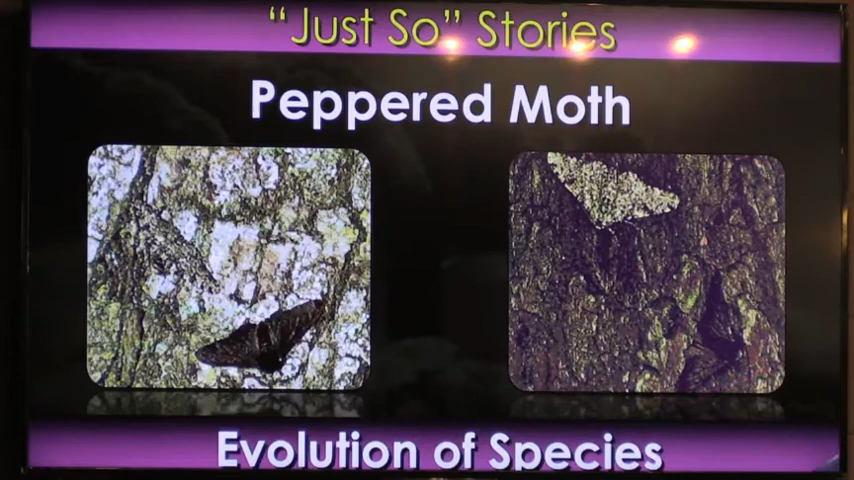 “Just So” Stories
Peppered Moth
Evolution of Species